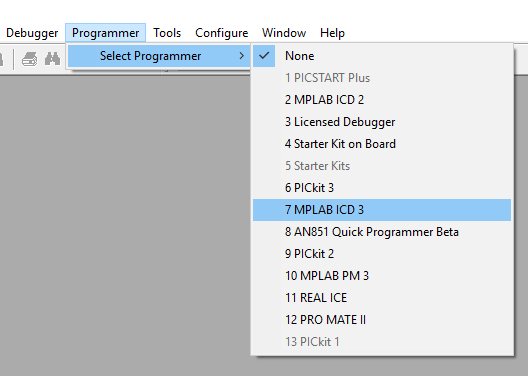 Debugger Programmer Tools Configure Window Help
Select Programmer
None
1 PICSTART Plus
2 MPLAB ICD 2
3 Licensed Debugger
4 Starter Kit on Board
5 Starter Kits
6 PICkit 3
7 MPLAB ICD 3
8 AN851 Quick Programmer Beta
9 PICkit 2
10 MPLAB PM 3
11 REAL ICE
12 PRO MATE II
13 PICkit 1